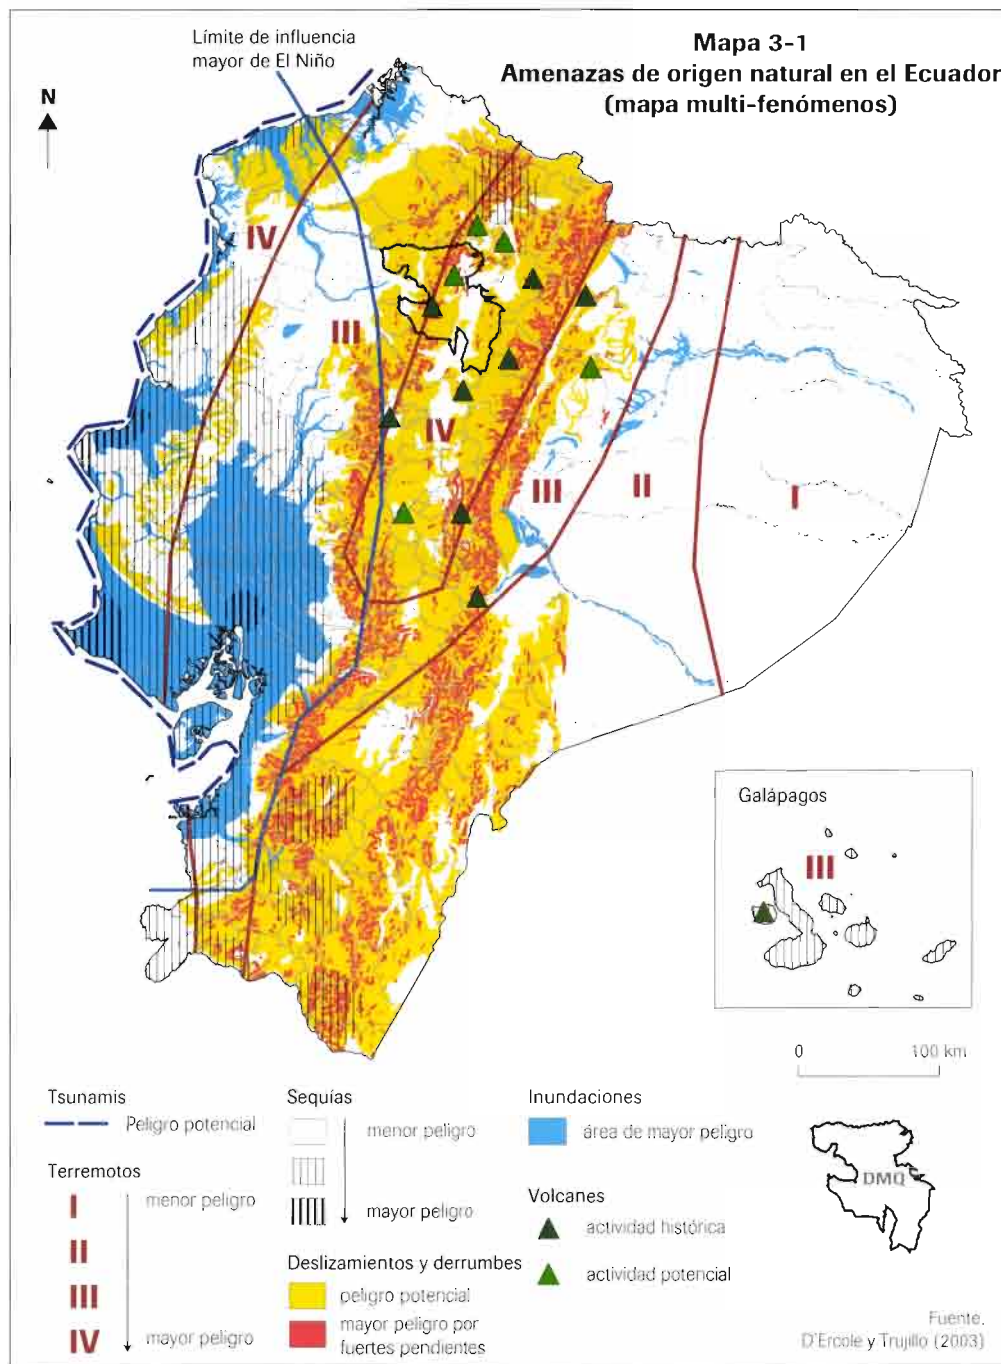 Mapa 3-1
Amenazas de origen natural en el Ecuador
(mapa multi-fenómenos)
Límite de influencia
mayor de El Niño
N
IV
III
IV
III
II
I
Galápagos
III
0 100 km
Tsunamis
Peligro potencial
Terremotos
I menor peligro
II
III
IV mayor peligro
Sequías
menor peligro
mayor peligro
Deslizamientos y derrumbes
peligro potencial
mayor peligro por
fuertes pendientes
Inundaciones
área de mayor peligro
Volcanes
actividad histórica
actividad potencial
DMQ
Fuente.
D'Ercole y Trujillo (2003)